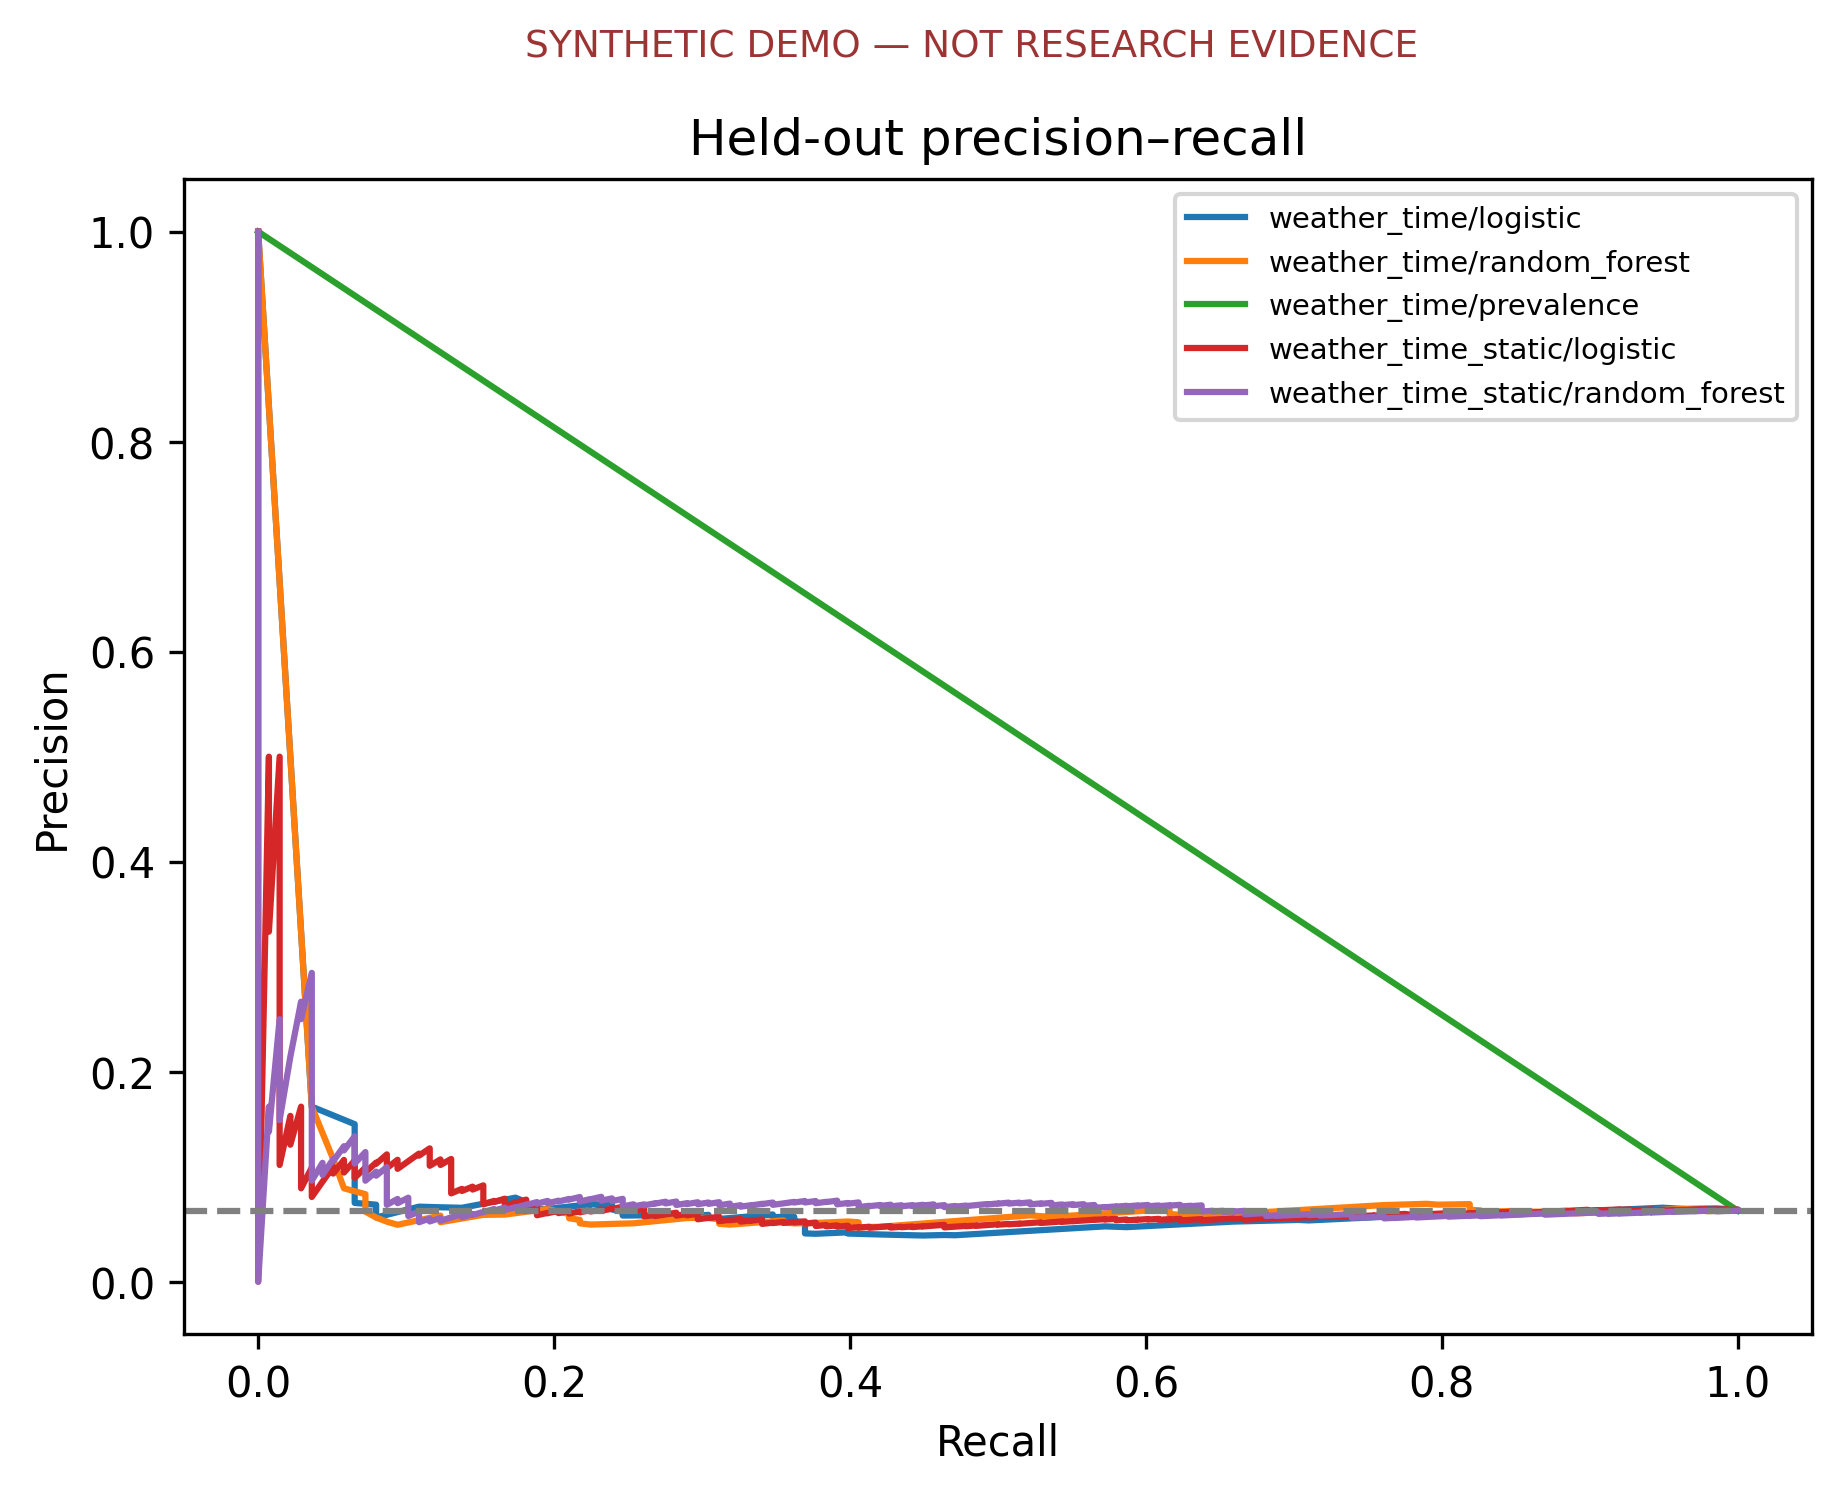 SYNTHETIC DEMO — NOT RESEARCH EVIDENCE
Held-out precision–recall
weather_time/logistic
weather_time/random_forest
weather_time/prevalence
weather_time_static/logistic
weather_time_static/random_forest
1.0
0.8
0.6
0.4
0.2
0.0
Precision
0.0 0.2 0.4 0.6 0.8 1.0
Recall